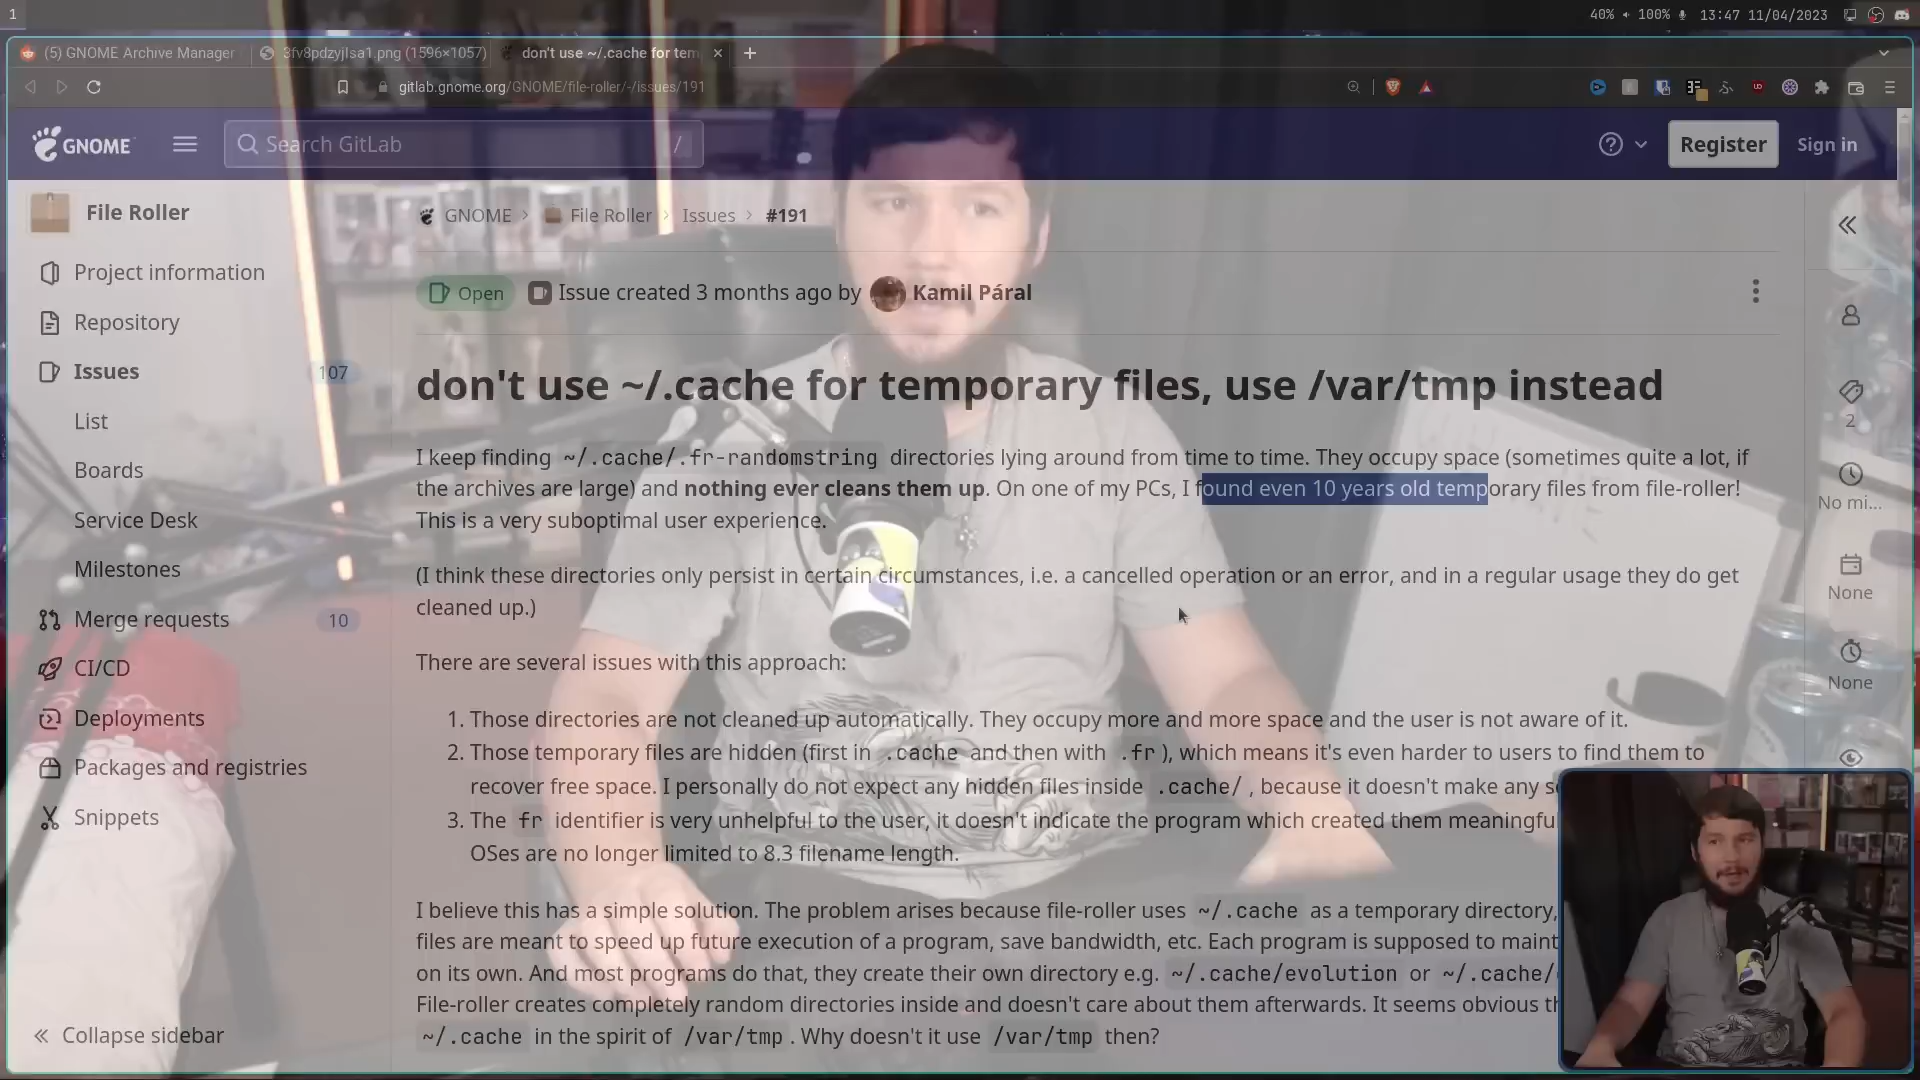 1
40% 100% 13:47 11/04/2023
(5) GNOME Archive Manager
3fv8pdzyjlsa1.png (1596×1057)
don't use ~/.cache for tem
gitlab.gnome.org/GNOME/file-roller/-/issues/191
GNOME
Search GitLab
/
Register
Sign in
File Roller
Project information
Repository
Issues
107
List
Boards
Service Desk
Milestones
Merge requests
10
CI/CD
Deployments
Packages and registries
Snippets
Collapse sidebar
GNOME > File Roller > Issues > #191
Open
Issue created 3 months ago by Kamil Páral
don't use ~/.cache for temporary files, use /var/tmp instead
I keep finding ~/.cache/.fr-randomstring directories lying around from time to time. They occupy space (sometimes quite a lot, if
the archives are large) and nothing ever cleans them up. On one of my PCs, I found even 10 years old temporary files from file-roller!
This is a very suboptimal user experience.
(I think these directories only persist in certain circumstances, i.e. a cancelled operation or an error, and in a regular usage they do get
cleaned up.)
There are several issues with this approach:
1. Those directories are not cleaned up automatically. They occupy more and more space and the user is not aware of it.
2. Those temporary files are hidden (first in .cache and then with .fr ), which means it's even harder to users to find them to
recover free space. I personally do not expect any hidden files inside .cache/ , because it doesn't make any s
3. The fr identifier is very unhelpful to the user, it doesn't indicate the program which created them meaningfu
OSes are no longer limited to 8.3 filename length.
I believe this has a simple solution. The problem arises because file-roller uses ~/.cache as a temporary directory,
files are meant to speed up future execution of a program, save bandwidth, etc. Each program is supposed to maint
on its own. And most programs do that, they create their own directory e.g. ~/.cache/evolution or ~/.cache/
File-roller creates completely random directories inside and doesn't care about them afterwards. It seems obvious th
~/.cache in the spirit of /var/tmp . Why doesn't it use /var/tmp then?
2
No mi...
None
None